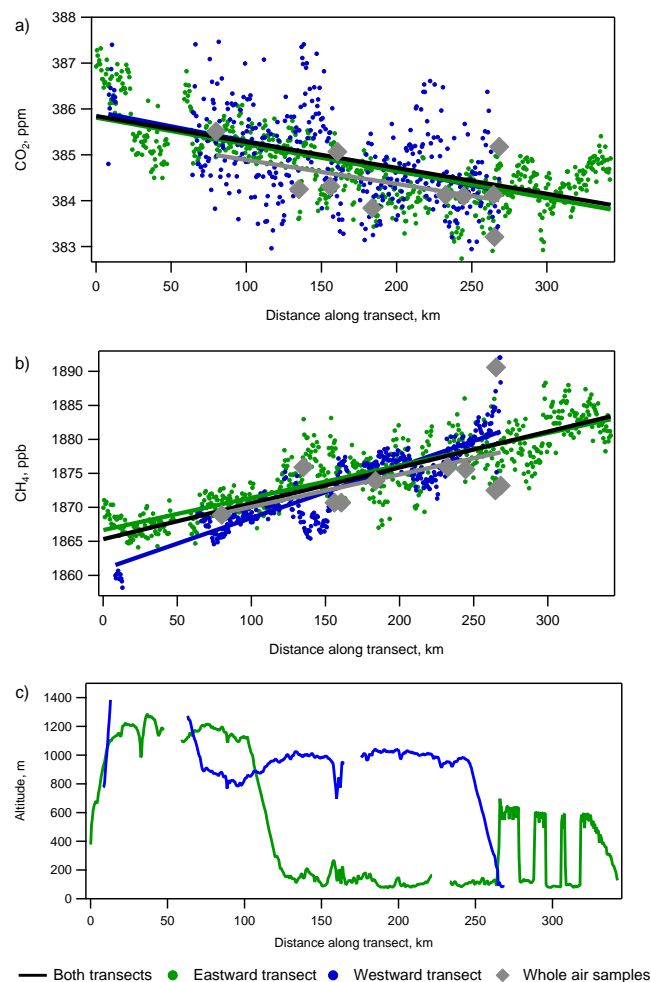 a)
388
387
386
385
384
383
CO₂, ppm
0 50 100 150 200 250 300
Distance along transect, km
b)
1890
1885
1880
1875
1870
1865
1860
CH₄, ppb
0 50 100 150 200 250 300
Distance along transect, km
c)
1400
1200
1000
800
600
400
200
0
Altitude, m
0 50 100 150 200 250 300
Distance along transect, km
Both transects Eastward transect Westward transect Whole air samples